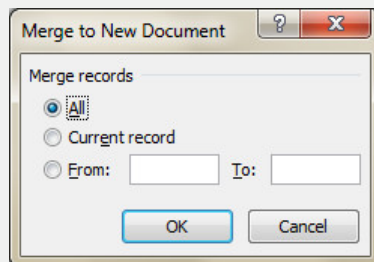 Merge to New Document
Merge records
All
Current record
From: To:
OK Cancel